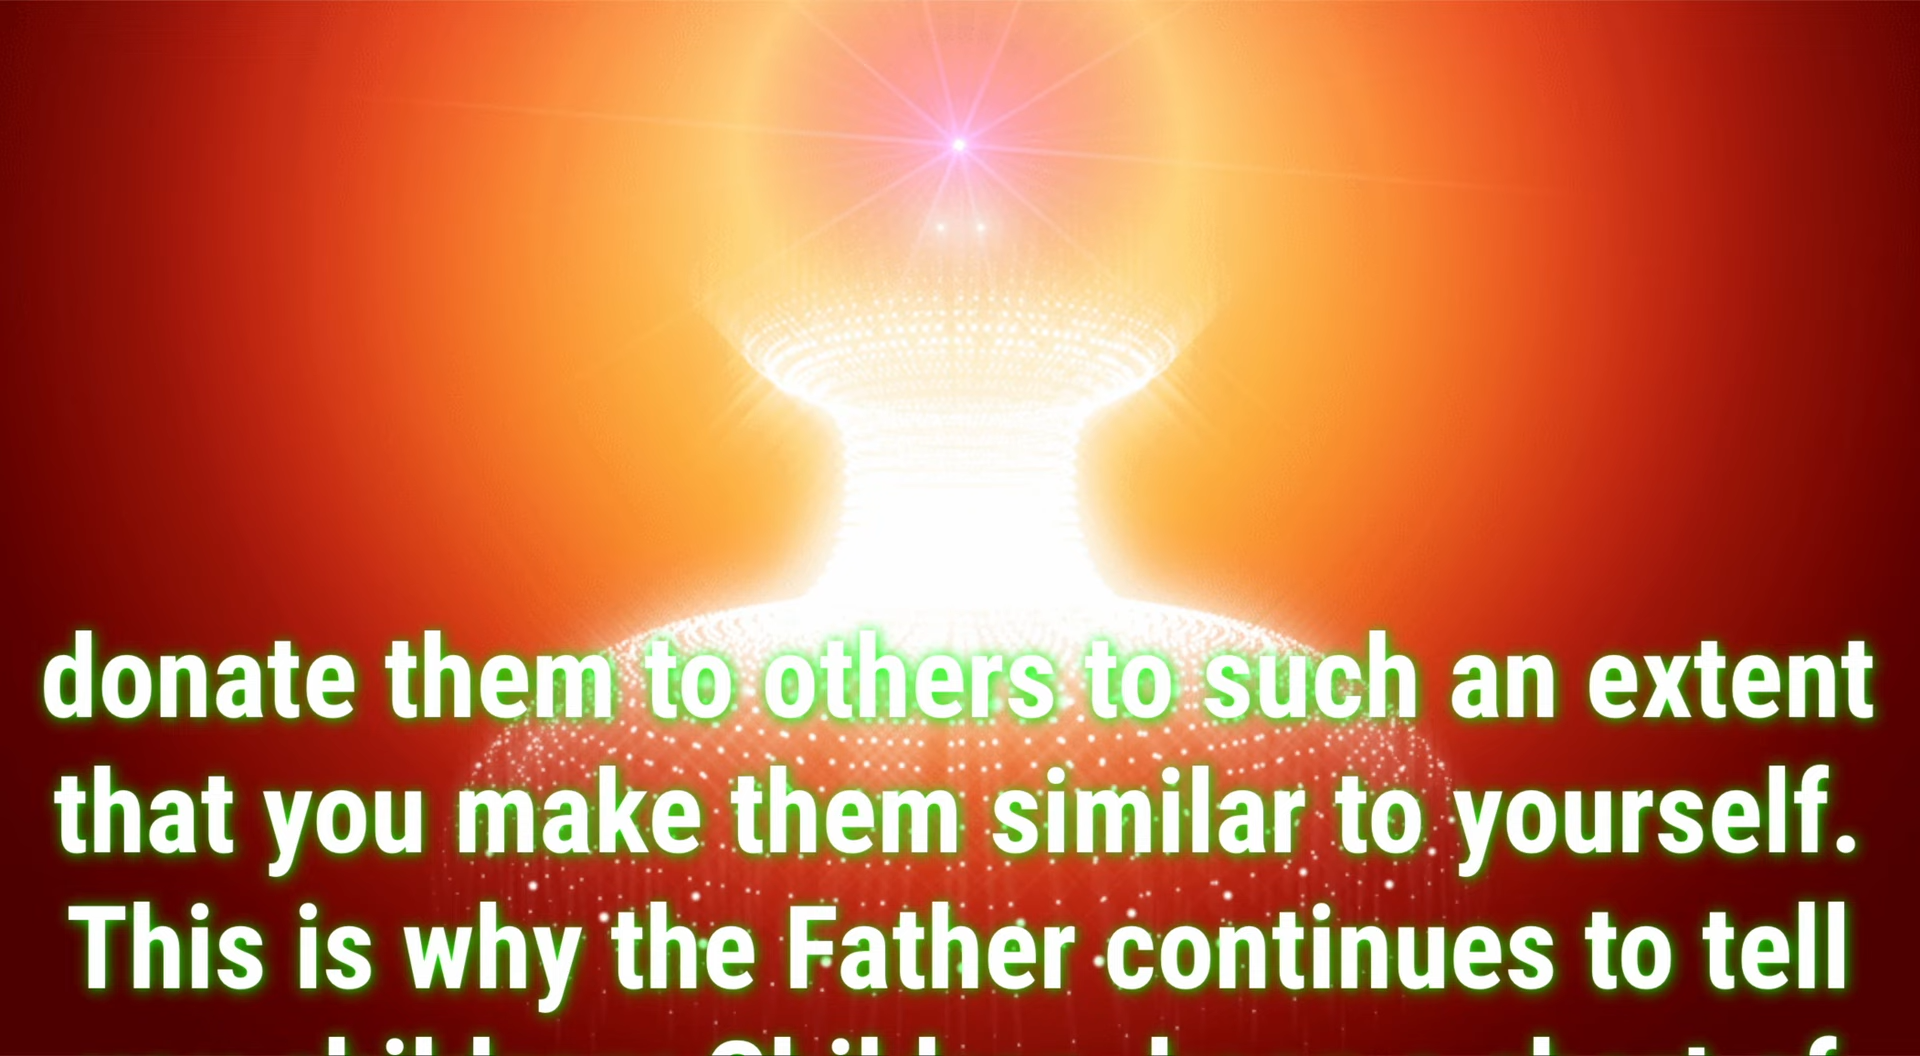 donate them to others to such an extent
that you make them similar to yourself.
This is why the Father continues to tell